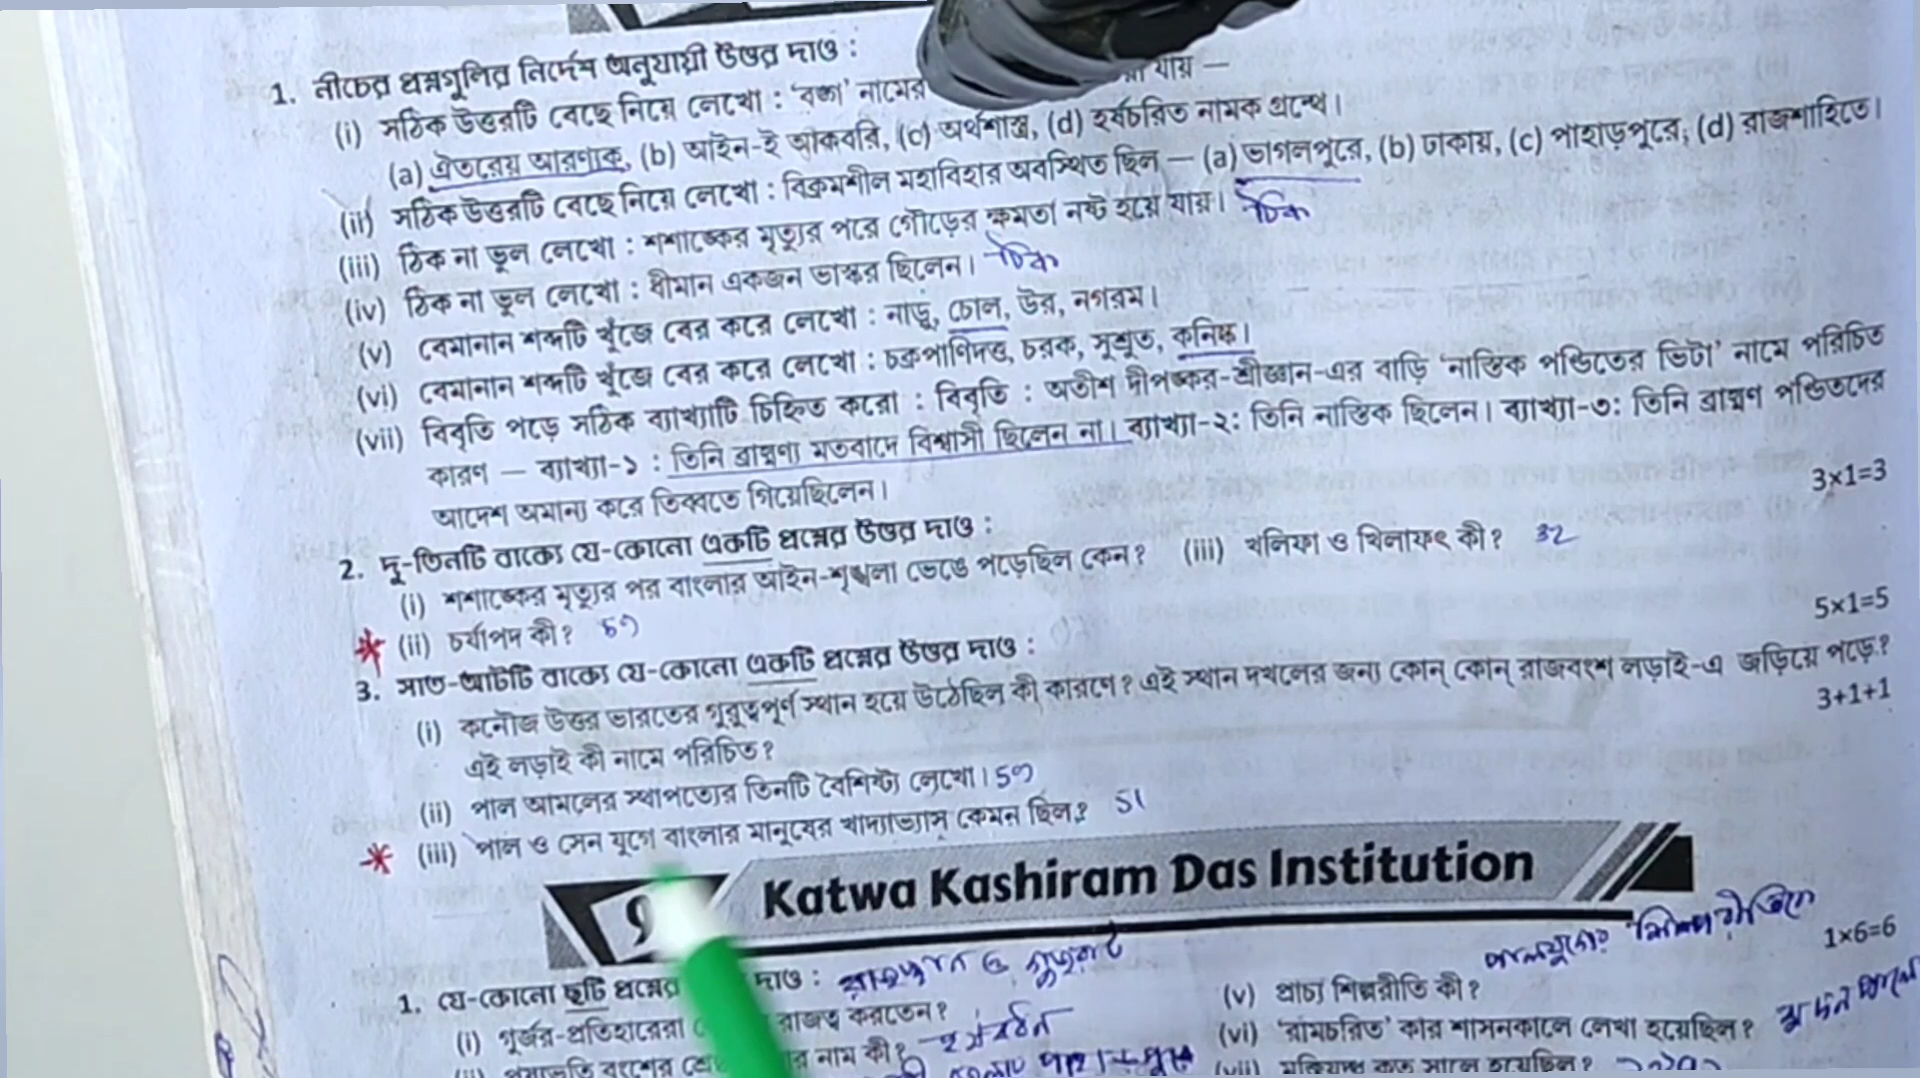 1. নীচের প্রশ্নগুলির নির্দেশ অনুযায়ী উত্তর দাও :
(i) সঠিক উত্তরটি বেছে নিয়ে লেখো : 'বঙ্গ' নামের যায় —
(a) ঐতরেয় আরণ্যক, (b) আইন-ই আকবরি, (c) অর্থশাস্ত্র, (d) হর্ষচরিত নামক গ্রন্থে।
(ii) সঠিক উত্তরটি বেছে নিয়ে লেখো : বিক্রমশীল মহাবিহার অবস্থিত ছিল — (a) ভাগলপুরে, (b) ঢাকায়, (c) পাহাড়পুরে, (d) রাজশাহিতে।
(iii) ঠিক না ভুল লেখো : শশাঙ্কের মৃত্যুর পরে গৌড়ের ক্ষমতা নষ্ট হয়ে যায়। ঠিক
(iv) ঠিক না ভুল লেখো : ধীমান একজন ভাস্কর ছিলেন। ঠিক
(v) বেমানান শব্দটি খুঁজে বের করে লেখো : নাড়ু, চোল, উর, নগরম।
(vi) বেমানান শব্দটি খুঁজে বের করে লেখো : চক্রপাণিদত্ত, চরক, সুশ্রুত, কনিষ্ক।
(vii) বিবৃতি পড়ে সঠিক ব্যাখ্যাটি চিহ্নিত করো : বিবৃতি : অতীশ দীপঙ্কর-শ্রীজ্ঞান-এর বাড়ি 'নাস্তিক পণ্ডিতের ভিটা' নামে পরিচিত
কারণ — ব্যাখ্যা-১ : তিনি ব্রাহ্মণ্য মতবাদে বিশ্বাসী ছিলেন না। ব্যাখ্যা-২: তিনি নাস্তিক ছিলেন। ব্যাখ্যা-৩: তিনি ব্রাহ্মণ পণ্ডিতদের
আদেশ অমান্য করে তিব্বতে গিয়েছিলেন।
2. দু-তিনটি বাক্যে যে-কোনো একটি প্রশ্নের উত্তর দাও : 3×1=3
(i) শশাঙ্কের মৃত্যুর পর বাংলার আইন-শৃঙ্খলা ভেঙে পড়েছিল কেন? (iii) খলিফা ও খিলাফৎ কী? 32
(ii) চর্যাপদ কী?
3. সাত-আটটি বাক্যে যে-কোনো একটি প্রশ্নের উত্তর দাও : 5×1=5
(i) কনৌজ উত্তর ভারতের গুরুত্বপূর্ণ স্থান হয়ে উঠেছিল কী কারণে? এই স্থান দখলের জন্য কোন্ কোন্ রাজবংশ লড়াই-এ জড়িয়ে পড়ে?
এই লড়াই কী নামে পরিচিত? 3+1+1
(ii) পাল আমলের স্থাপত্যের তিনটি বৈশিষ্ট্য লেখো।
(iii) পাল ও সেন যুগে বাংলার মানুষের খাদ্যাভ্যাস কেমন ছিল? 51
Katwa Kashiram Das Institution
1. যে-কোনো ছটি প্রশ্নের দাও : 1×6=6
(i) গুর্জর-প্রতিহারেরা রাজত্ব করতেন? (v) প্রাচ্য শিল্পরীতি কী?
নাম কী? (vi) 'রামচরিত' কার শাসনকালে লেখা হয়েছিল?